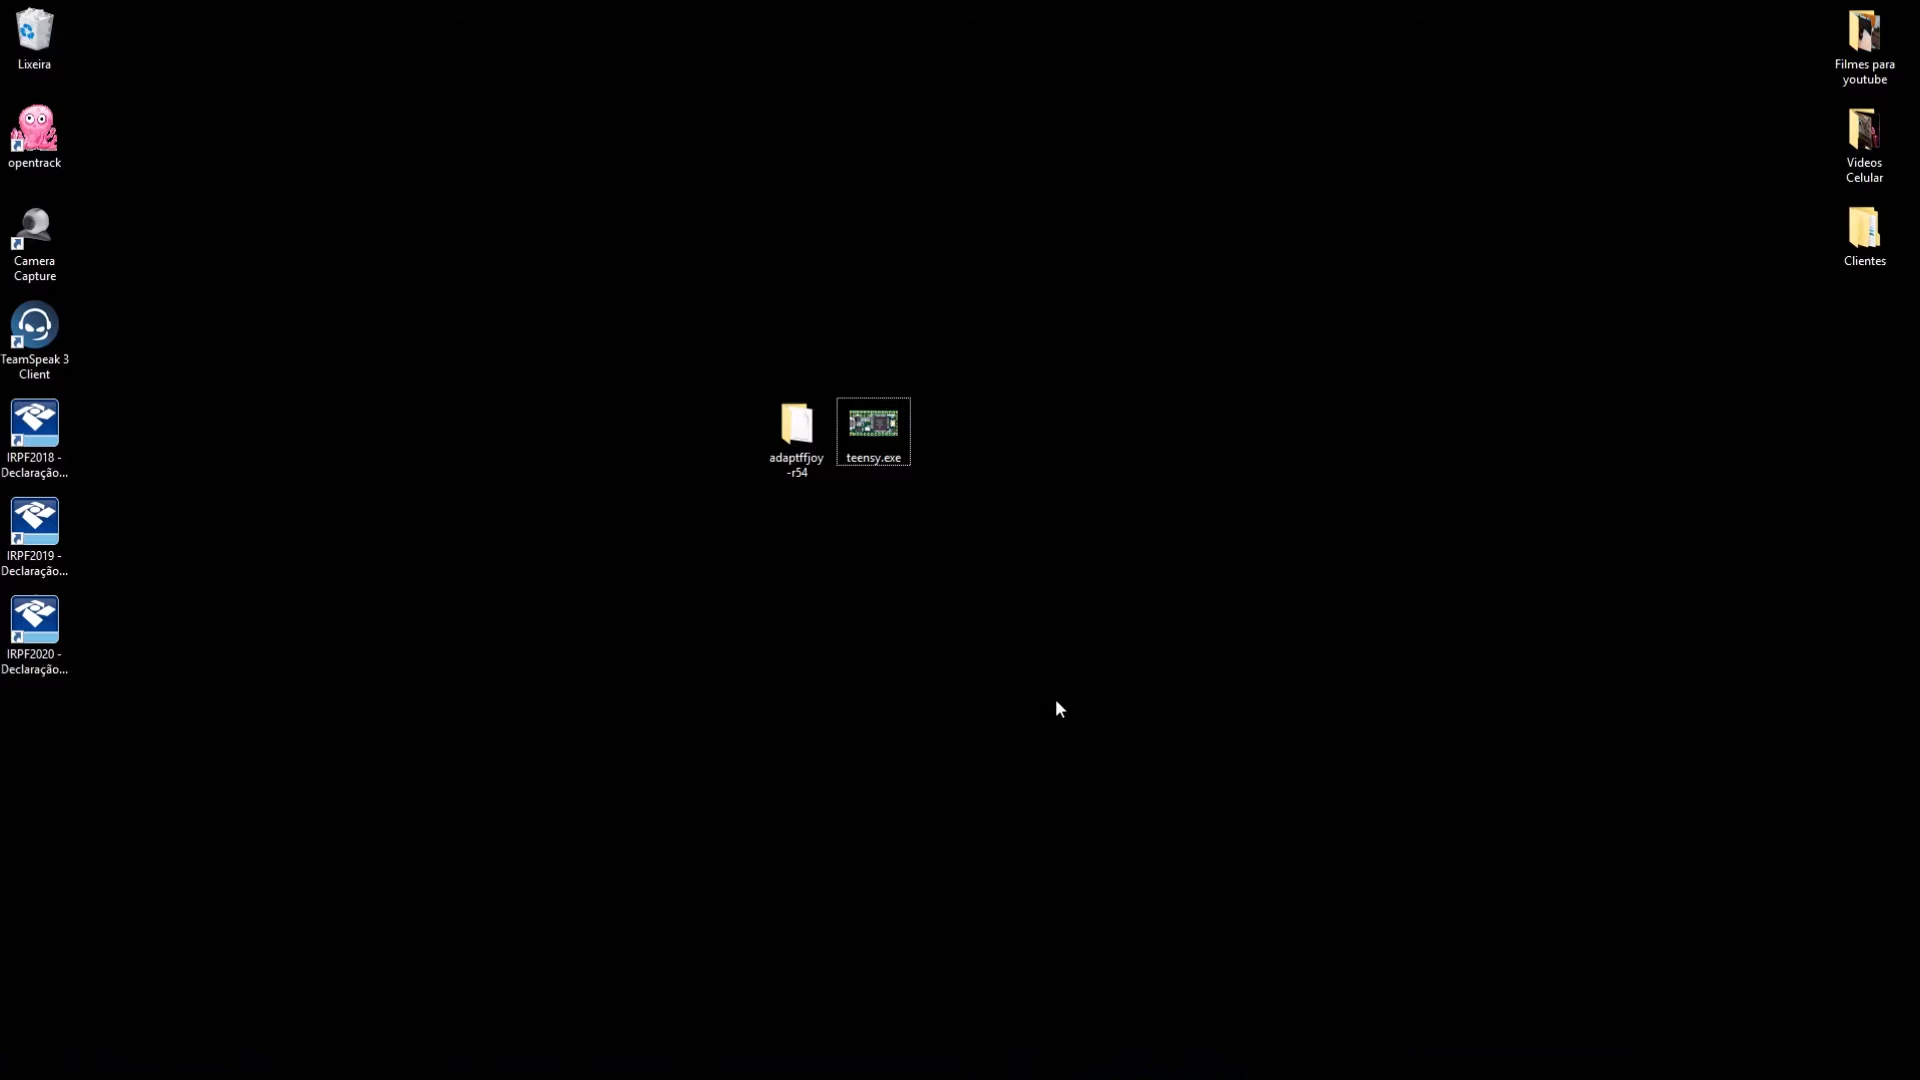 Lixeira
opentrack
Camera
Capture
TeamSpeak 3
Client
IRPF2018 -
Declaração...
IRPF2019 -
Declaração...
IRPF2020 -
Declaração...
adaptffjoy
-r54
teensy.exe
Filmes para
youtube
Videos
Celular
Clientes